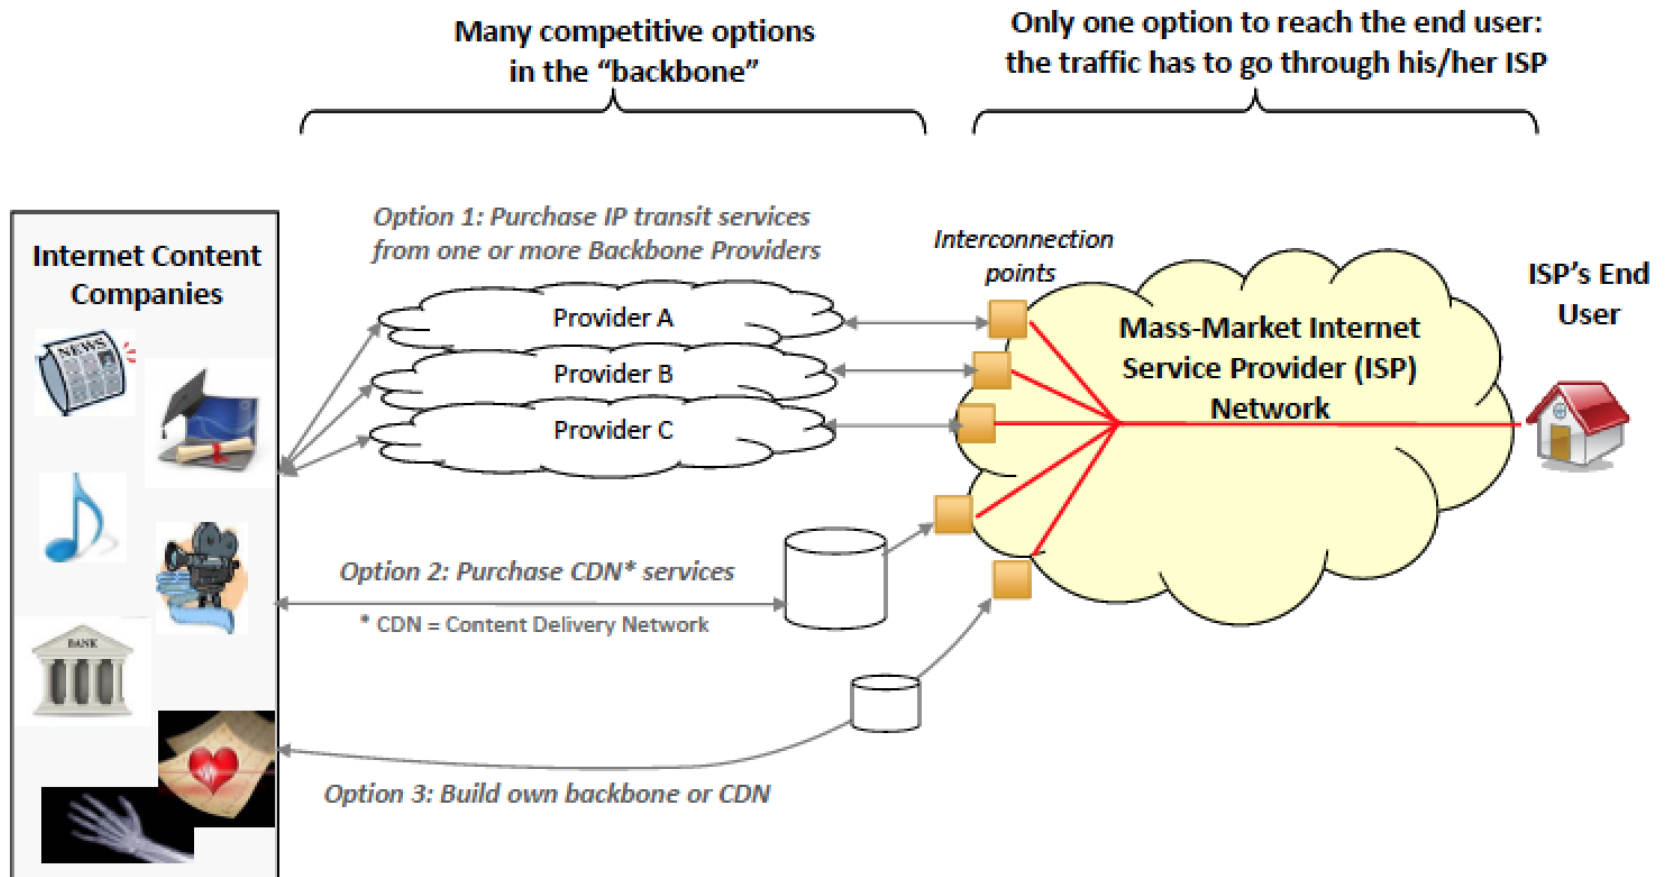 Many competitive options
in the “backbone”
Only one option to reach the end user:
the traffic has to go through his/her ISP
Internet Content
Companies
NEWS
BANK
Option 1: Purchase IP transit services
from one or more Backbone Providers
Provider A
Provider B
Provider C
Option 2: Purchase CDN* services
* CDN = Content Delivery Network
Option 3: Build own backbone or CDN
Interconnection
points
Mass-Market Internet
Service Provider (ISP)
Network
ISP’s End
User